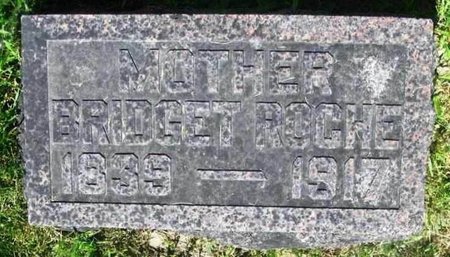 MOTHER
BRIDGET ROCHE
1839 — 1917